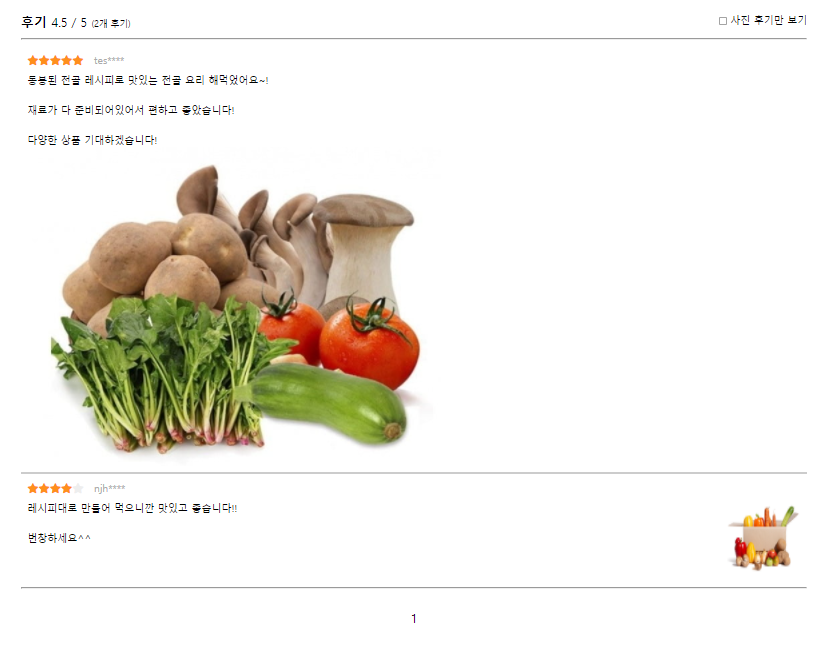 후기 4.5 / 5 (2개 후기)
사진 후기만 보기
tes****
동봉된 전골 레시피로 맛있는 전골 요리 해먹었어요~!
재료가 다 준비되어있어서 편하고 좋았습니다!
다양한 상품 기대하겠습니다!
njh****
레시피대로 만들어 먹으니깐 맛있고 좋습니다!!
번창하세요^^
1